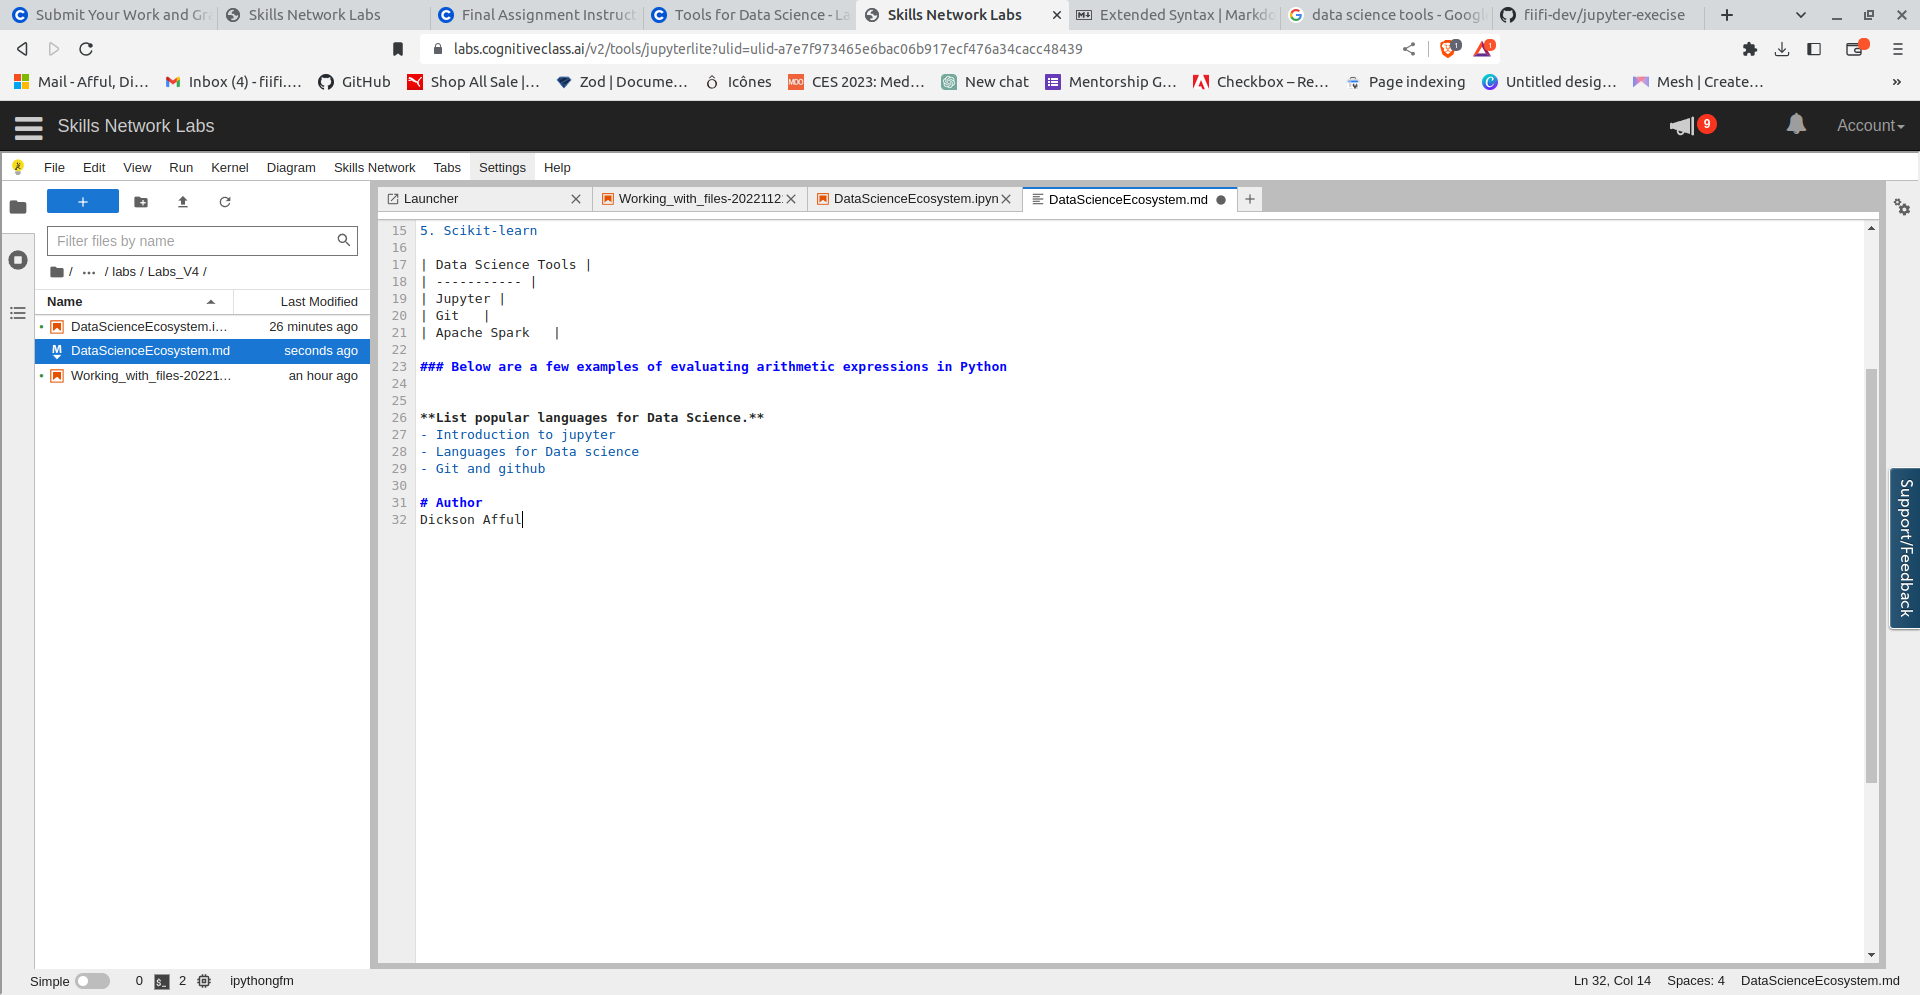 Submit Your Work and Gr
Skills Network Labs
Final Assignment Instruct
Tools for Data Science - La
Skills Network Labs
Extended Syntax | Markdo
data science tools - Googl
fiifi-dev/jupyter-execise
labs.cognitiveclass.ai/v2/tools/jupyterlite?ulid=ulid-a7e7f973465e6bac06b917ecf476a34cacc48439
1
1
Mail - Afful, Di...
Inbox (4) - fiifi....
GitHub
Shop All Sale |...
Zod | Docume...
Icônes
MOO CES 2023: Med...
New chat
Mentorship G...
Checkbox – Re...
Page indexing
Untitled desig...
Mesh | Create...
»
Skills Network Labs
9
Account
File Edit View Run Kernel Diagram Skills Network Tabs Settings Help
+
Launcher
Working_with_files-2022112
DataScienceEcosystem.ipyn
DataScienceEcosystem.md
Filter files by name
/ ··· / labs / Labs_V4 /
Name Last Modified
DataScienceEcosystem.i... 26 minutes ago
DataScienceEcosystem.md seconds ago
Working_with_files-20221... an hour ago
15 5. Scikit-learn
16
17 | Data Science Tools |
18 | ----------- |
19 | Jupyter |
20 | Git   |
21 | Apache Spark   |
22
23 ### Below are a few examples of evaluating arithmetic expressions in Python
24
25
26 **List popular languages for Data Science.**
27 - Introduction to jupyter
28 - Languages for Data science
29 - Git and github
30
31 # Author
32 Dickson Afful
Support/Feedback
Simple 0 $_ 2 ipythongfm
Ln 32, Col 14 Spaces: 4 DataScienceEcosystem.md